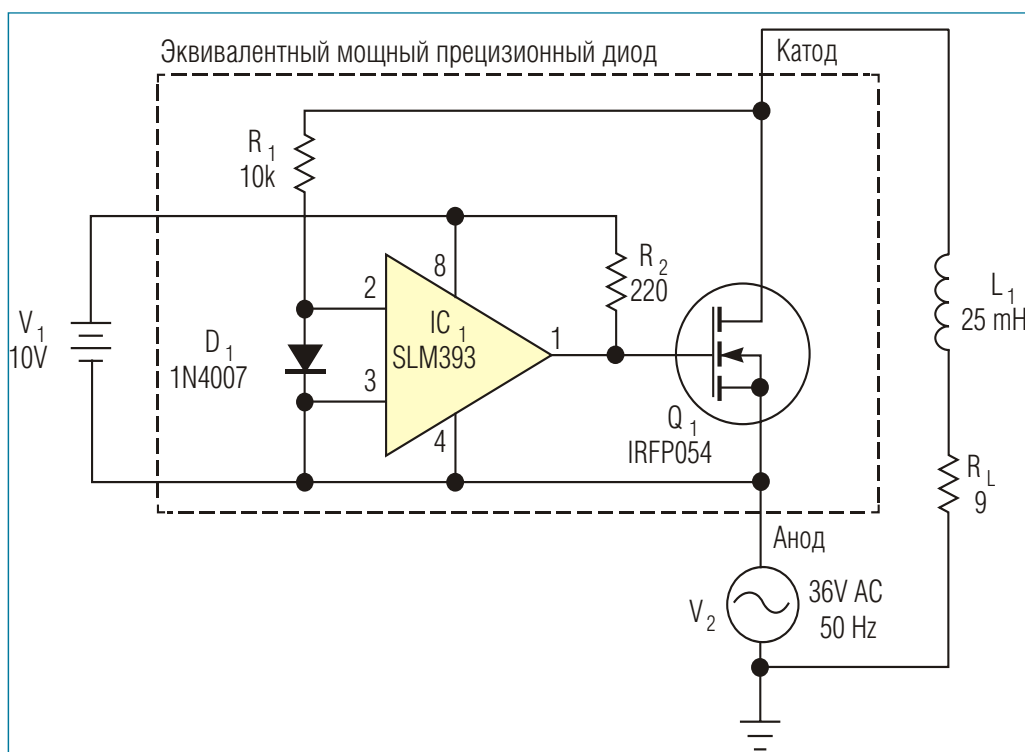 Эквивалентный мощный прецизионный диод
Катод
R1
10k
V1
10V
D1
1N4007
2
3
8
4
1
IC1
SLM393
R2
220
Q1
IRFP054
L1
25 mH
RL
9
Анод
V2
36V AC
50 Hz